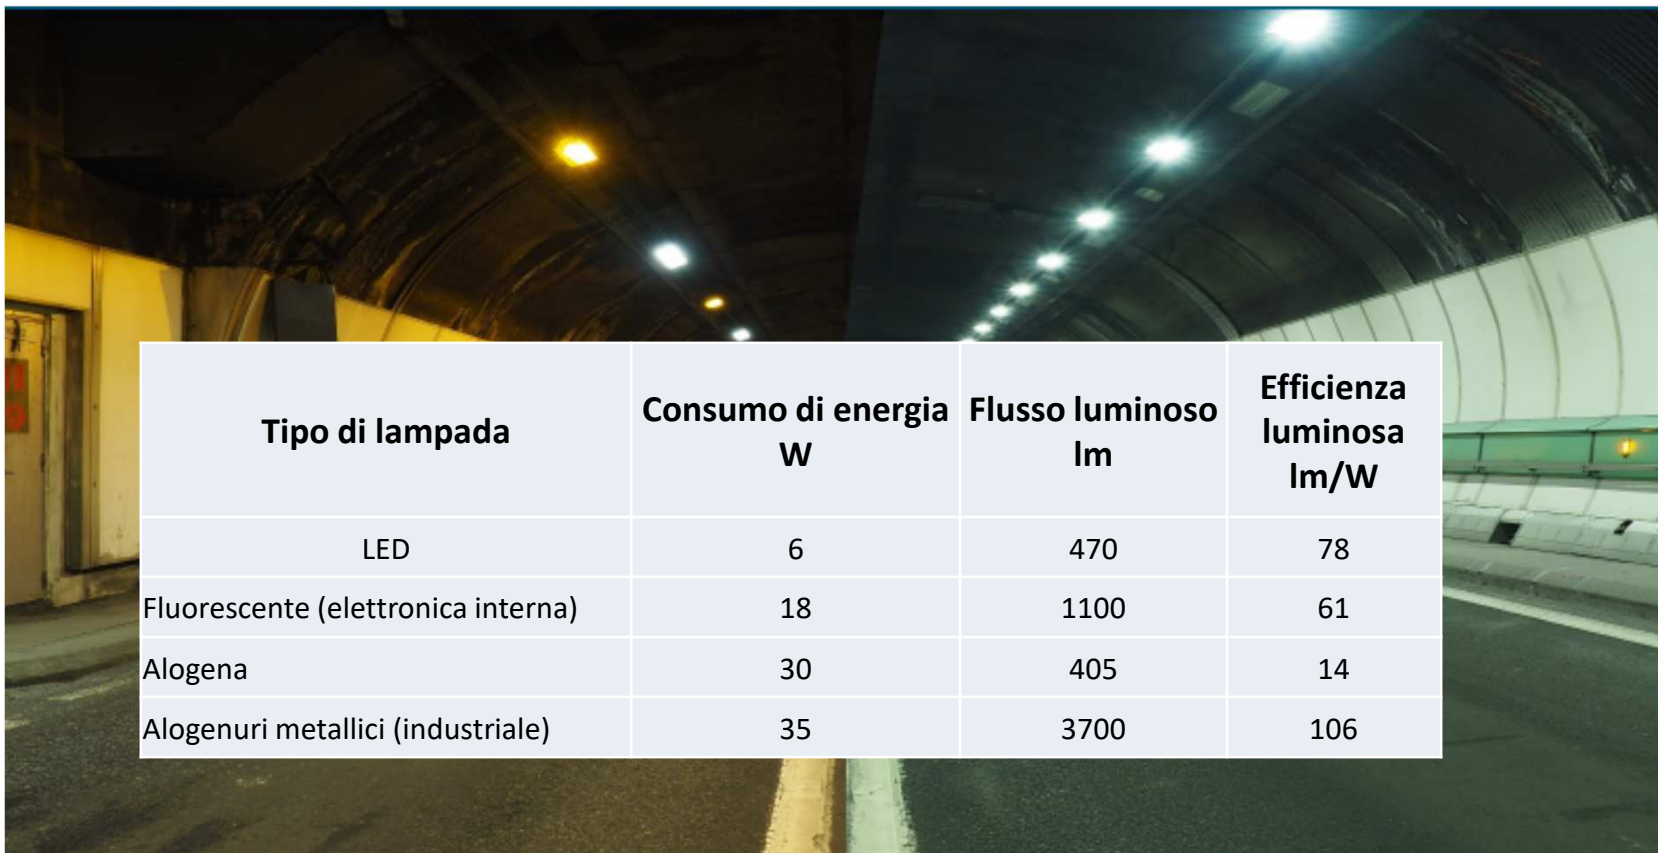 Tipo di lampada
Consumo di energia
W
Flusso luminoso
lm
Efficienza
luminosa
lm/W
LED 6 470 78
Fluorescente (elettronica interna) 18 1100 61
Alogena 30 405 14
Alogenuri metallici (industriale) 35 3700 106